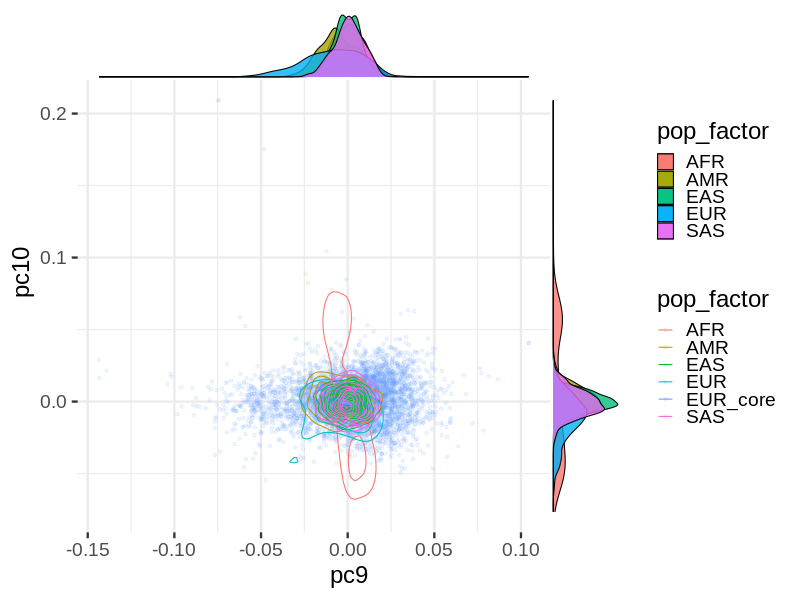 pop_factor
AFR
AMR
EAS
EUR
SAS
pop_factor
AFR
AMR
EAS
EUR
EUR_core
SAS
pc10
0.2
0.1
0.0
-0.15
-0.10
-0.05
0.00
0.05
0.10
pc9